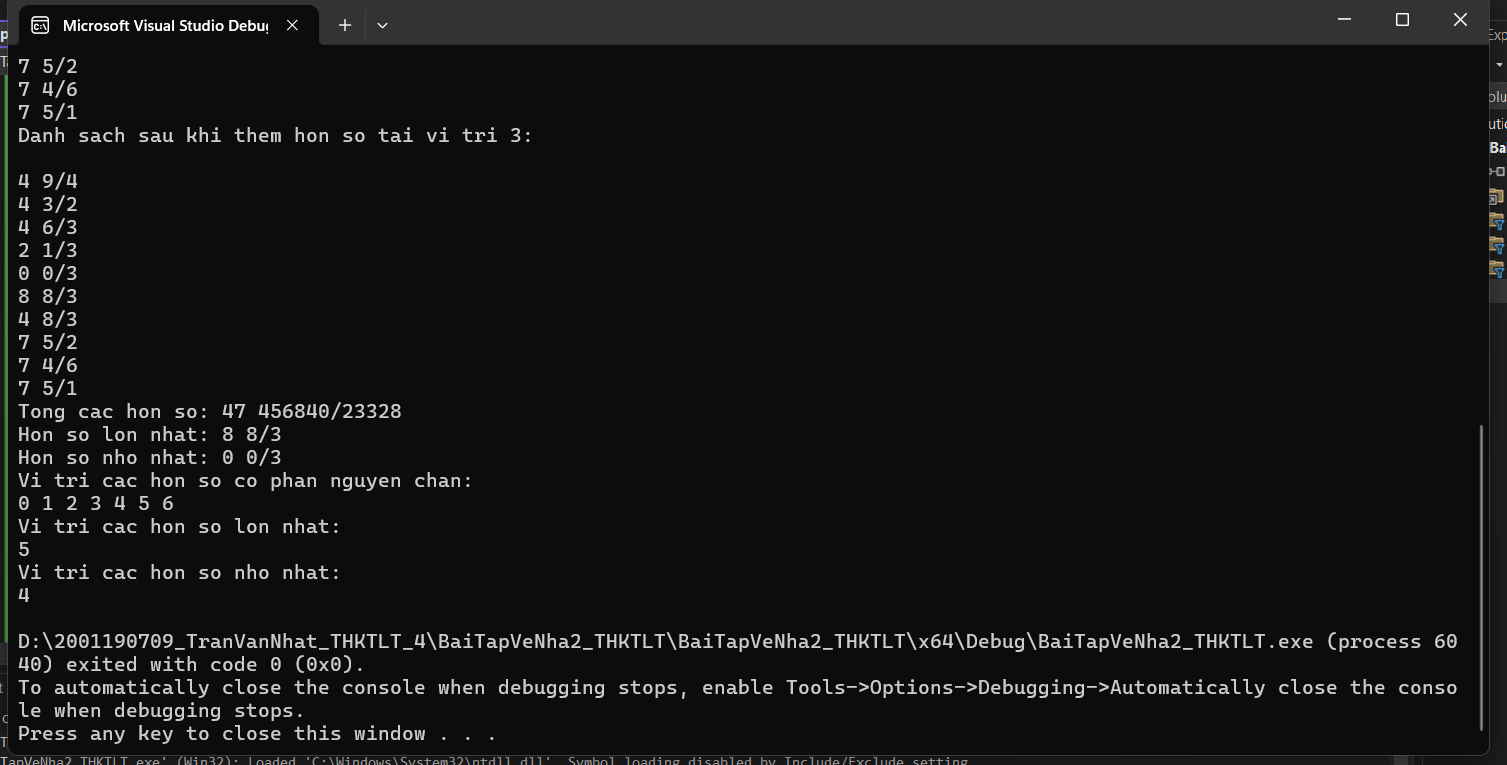 Microsoft Visual Studio Debu
7 5/2
7 4/6
7 5/1
Danh sach sau khi them hon so tai vi tri 3:
4 9/4
4 3/2
4 6/3
2 1/3
0 0/3
8 8/3
4 8/3
7 5/2
7 4/6
7 5/1
Tong cac hon so: 47 456840/23328
Hon so lon nhat: 8 8/3
Hon so nho nhat: 0 0/3
Vi tri cac hon so co phan nguyen chan:
0 1 2 3 4 5 6
Vi tri cac hon so lon nhat:
5
Vi tri cac hon so nho nhat:
4
D:\2001190709_TranVanNhat_THKTLT_4\BaiTapVeNha2_THKTLT\BaiTapVeNha2_THKTLT\x64\Debug\BaiTapVeNha2_THKTLT.exe (process 60
40) exited with code 0 (0x0).
To automatically close the console when debugging stops, enable Tools->Options->Debugging->Automatically close the conso
le when debugging stops.
Press any key to close this window . . .
TapVeNha2_THKTLT.exe' (Win32): Loaded 'C:\Windows\System32\ntdll.dll'. Symbol loading disabled by Include/Exclude setting